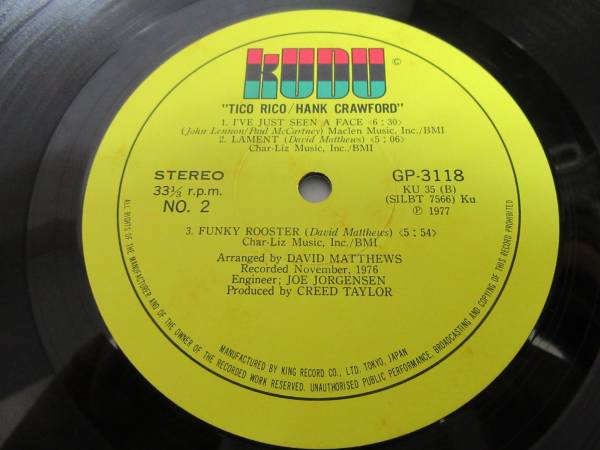 KUDU ©
"TICO RICO/HANK CRAWFORD"
1. I'VE JUST SEEN A FACE <6:30>
(John Lennon/Paul McCartney) Maclen Music, Inc./BMI
2. LAMENT (David Matthews) <5:06>
Char-Liz Music, Inc./BMI
STEREO
33⅓ r.p.m.
NO. 2
GP-3118
KU 35 (B)
(SILBT 7566) Ku
Ⓟ 1977
3. FUNKY ROOSTER (David Matthews) <5:54>
Char-Liz Music, Inc./BMI
Arranged by DAVID MATTHEWS
Recorded November, 1976
Engineer; JOE JORGENSEN
Produced by CREED TAYLOR
MANUFACTURED BY KING RECORD CO., LTD. TOKYO, JAPAN
ALL RIGHTS OF THE MANUFACTURER AND OF THE OWNER OF THE RECORDED WORK RESERVED. UNAUTHORISED PUBLIC PERFORMANCE, BROADCASTING AND COPYING OF THIS RECORD PROHIBITED